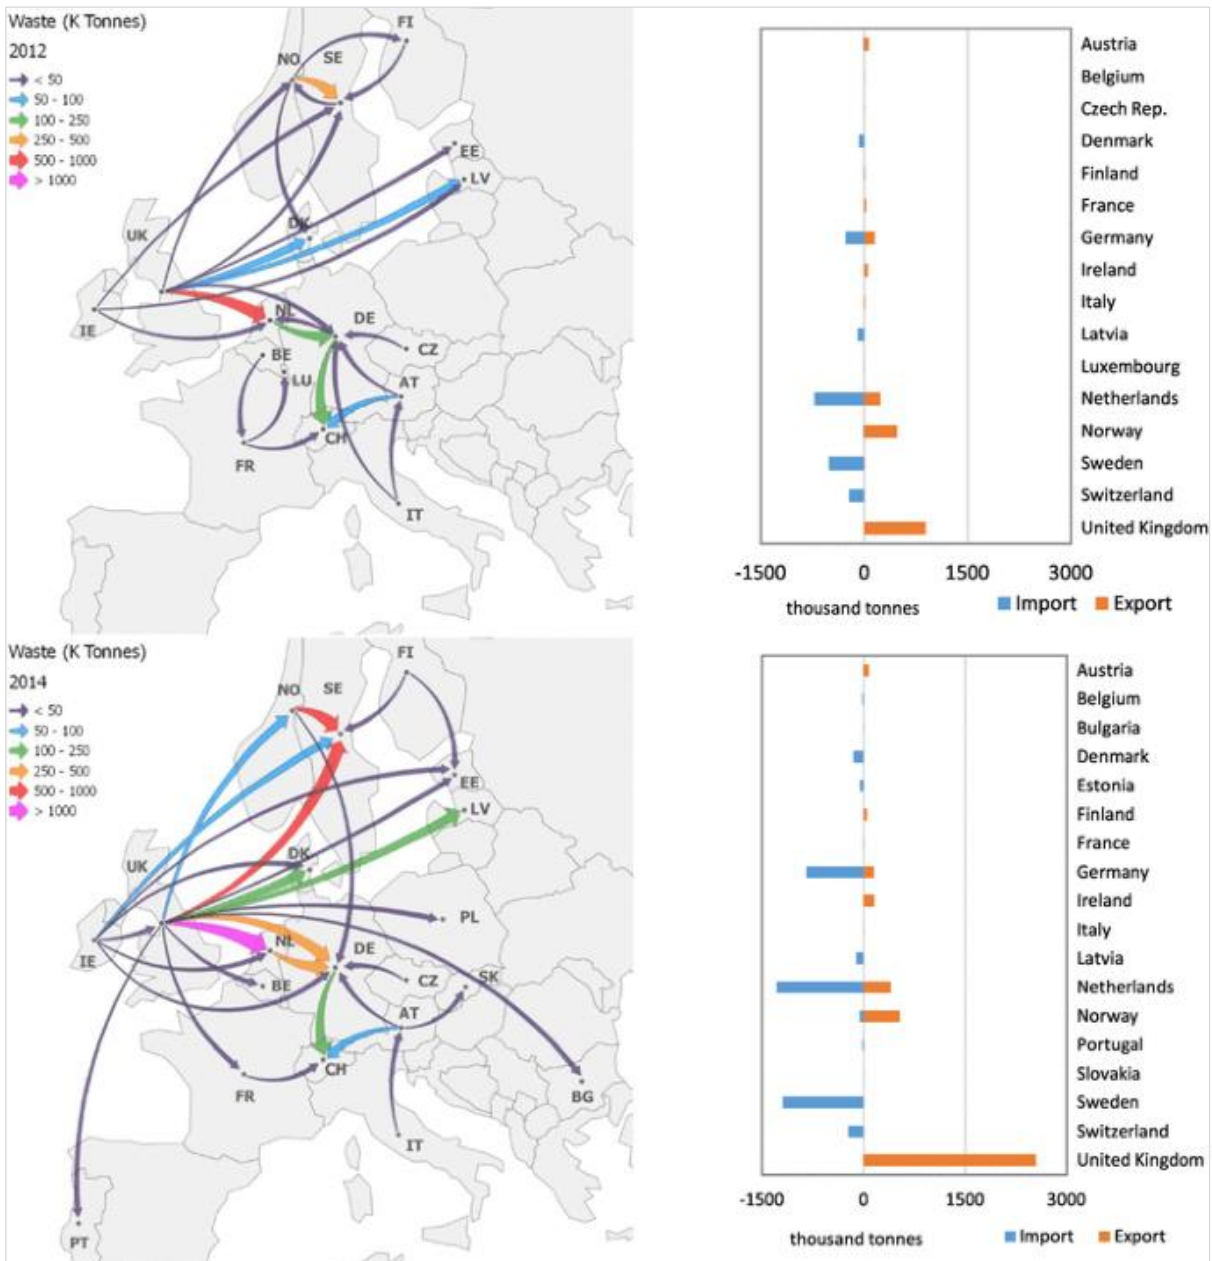 Waste (K Tonnes)
2012
< 50
50 - 100
100 - 250
250 - 500
500 - 1000
> 1000
FI
NO
SE
EE
LV
DK
UK
IE
NL
DE
BE
CZ
LU
AT
CH
FR
IT
Austria
Belgium
Czech Rep.
Denmark
Finland
France
Germany
Ireland
Italy
Latvia
Luxembourg
Netherlands
Norway
Sweden
Switzerland
United Kingdom
-1500 0 1500 3000
thousand tonnes
Import Export
Waste (K Tonnes)
2014
< 50
50 - 100
100 - 250
250 - 500
500 - 1000
> 1000
FI
NO
SE
EE
LV
DK
UK
PL
IE
NL
DE
BE
CZ
SK
AT
CH
FR
BG
IT
PT
Austria
Belgium
Bulgaria
Denmark
Estonia
Finland
France
Germany
Ireland
Italy
Latvia
Netherlands
Norway
Portugal
Slovakia
Sweden
Switzerland
United Kingdom
-1500 0 1500 3000
thousand tonnes
Import Export